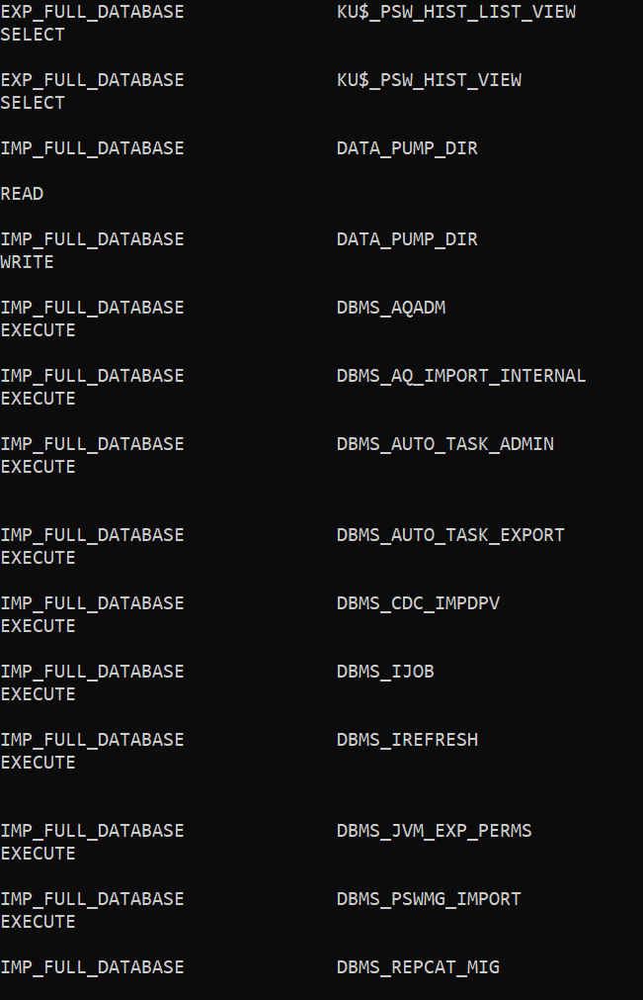 EXP_FULL_DATABASE KU$_PSW_HIST_LIST_VIEW
SELECT
EXP_FULL_DATABASE KU$_PSW_HIST_VIEW
SELECT
IMP_FULL_DATABASE DATA_PUMP_DIR
READ
IMP_FULL_DATABASE DATA_PUMP_DIR
WRITE
IMP_FULL_DATABASE DBMS_AQADM
EXECUTE
IMP_FULL_DATABASE DBMS_AQ_IMPORT_INTERNAL
EXECUTE
IMP_FULL_DATABASE DBMS_AUTO_TASK_ADMIN
EXECUTE
IMP_FULL_DATABASE DBMS_AUTO_TASK_EXPORT
EXECUTE
IMP_FULL_DATABASE DBMS_CDC_IMPDPV
EXECUTE
IMP_FULL_DATABASE DBMS_IJOB
EXECUTE
IMP_FULL_DATABASE DBMS_IREFRESH
EXECUTE
IMP_FULL_DATABASE DBMS_JVM_EXP_PERMS
EXECUTE
IMP_FULL_DATABASE DBMS_PSWMG_IMPORT
EXECUTE
IMP_FULL_DATABASE DBMS_REPCAT_MIG